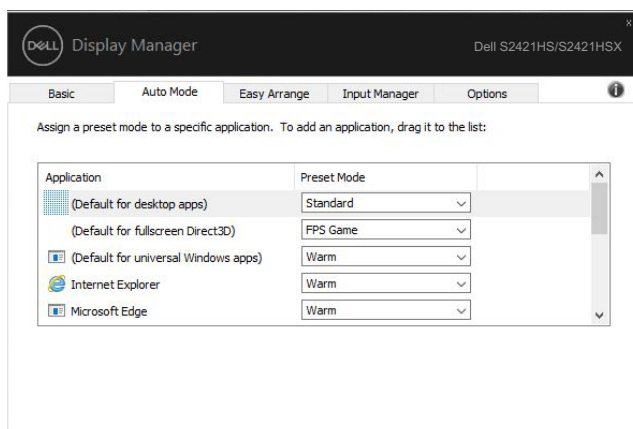 x
DELL Display Manager Dell S2421HS/S2421HSX
Basic Auto Mode Easy Arrange Input Manager Options i
Assign a preset mode to a specific application. To add an application, drag it to the list:
Application Preset Mode
(Default for desktop apps) Standard
(Default for fullscreen Direct3D) FPS Game
(Default for universal Windows apps) Warm
Internet Explorer Warm
Microsoft Edge Warm